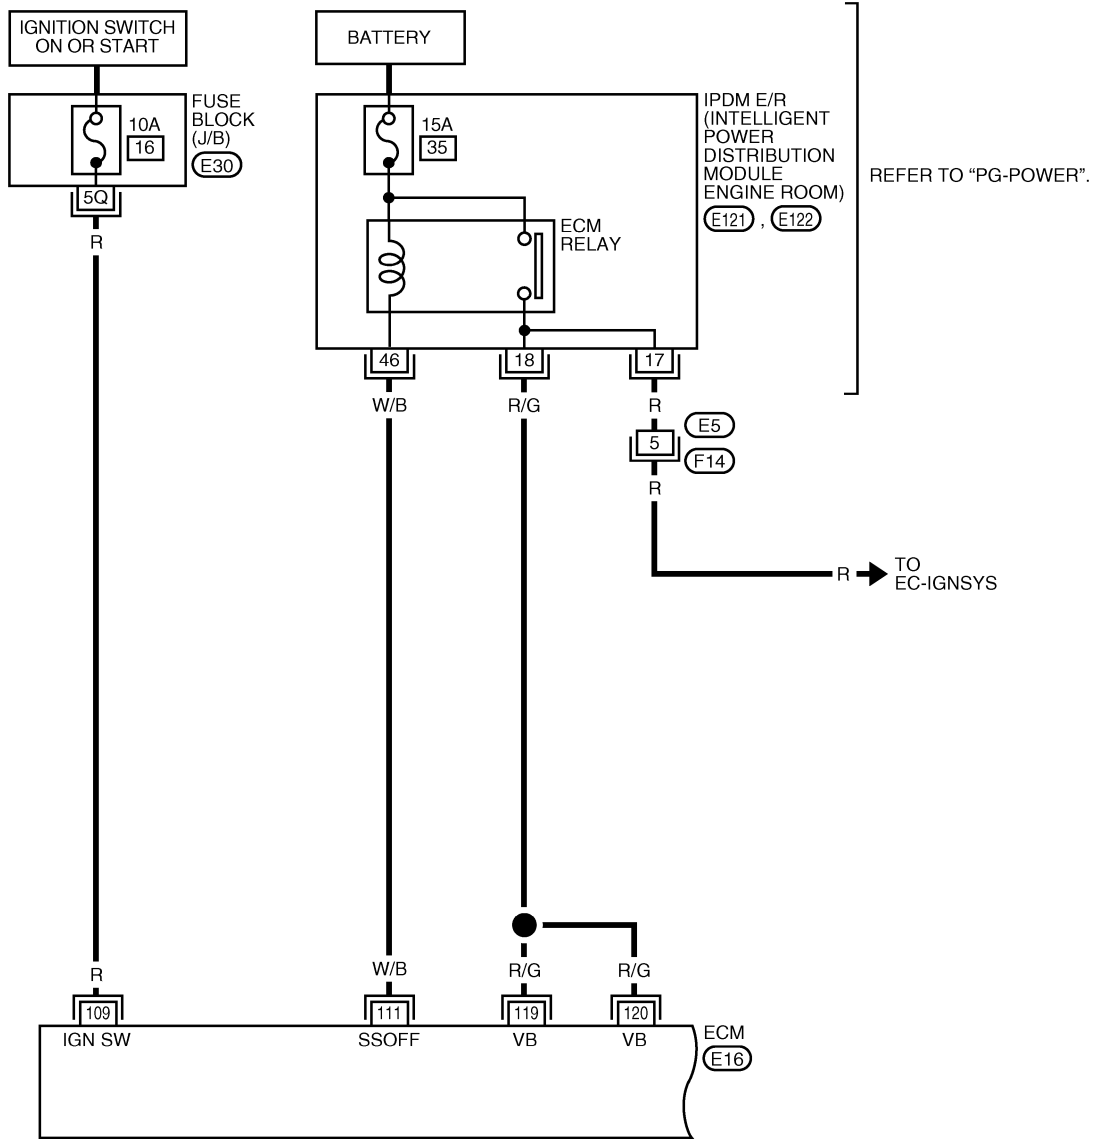 IGNITION SWITCH
ON OR START
BATTERY
FUSE
BLOCK
(J/B)
E30
10A
16
5Q
R
15A
35
IPDM E/R
(INTELLIGENT
POWER
DISTRIBUTION
MODULE
ENGINE ROOM)
E121 , E122
REFER TO “PG-POWER”.
ECM
RELAY
46
18
17
W/B
R/G
R
E5
5
F14
R
R
TO
EC-IGNSYS
R
W/B
R/G
R/G
109
111
119
120
IGN SW
SSOFF
VB
VB
ECM
E16